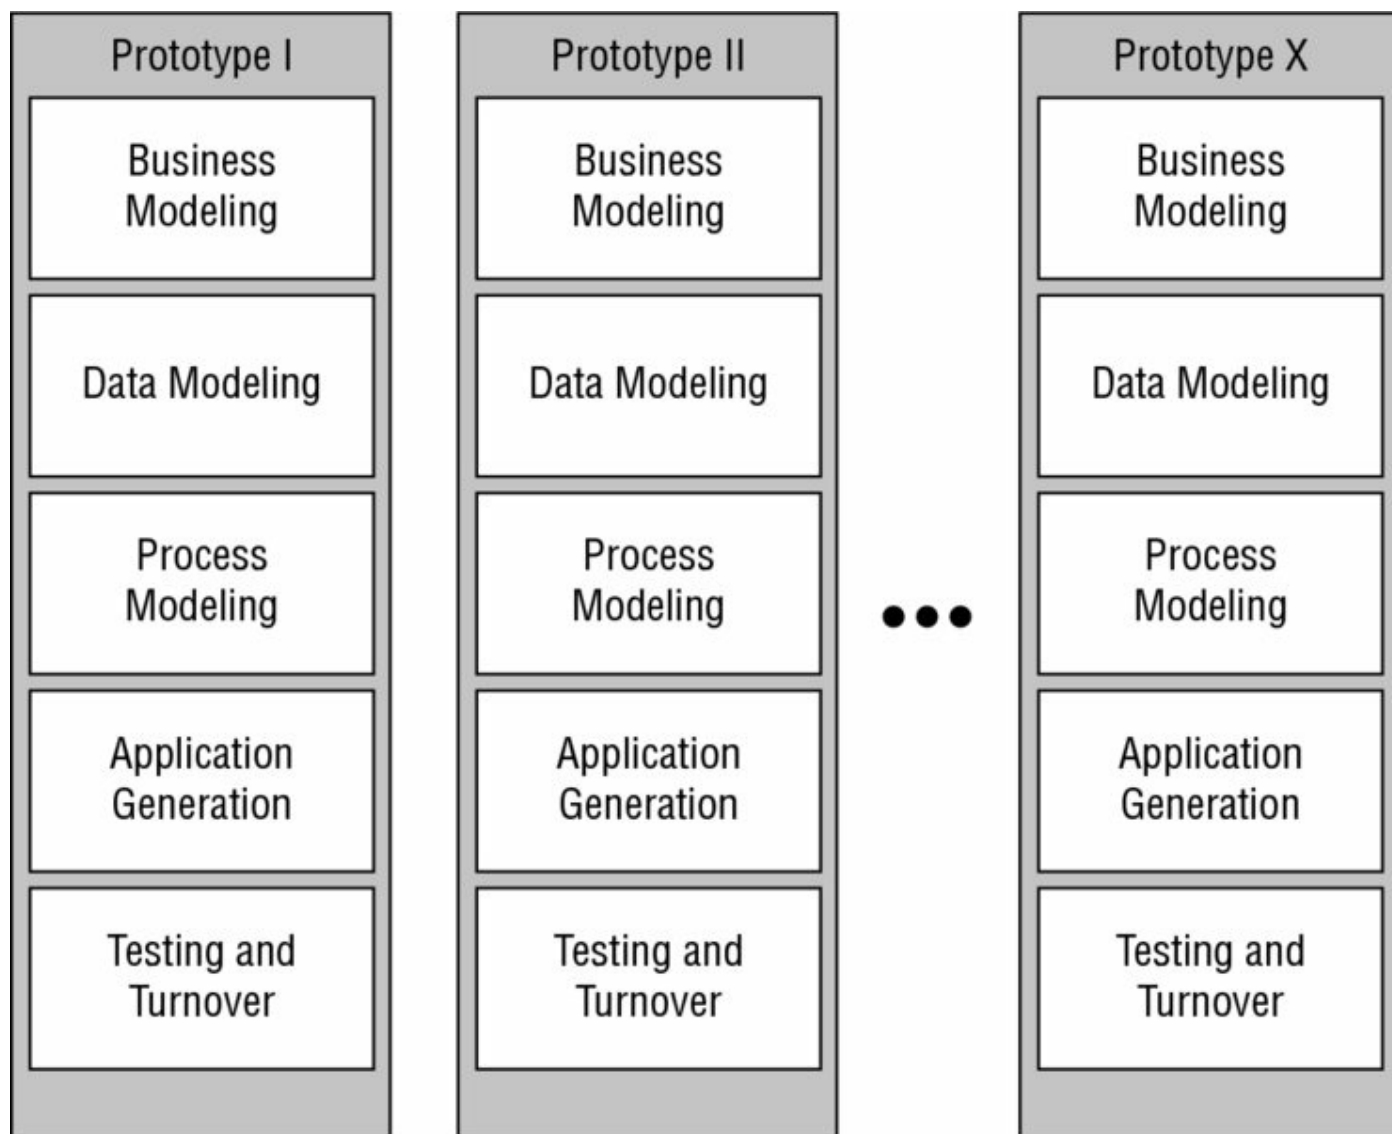 Prototype I
Business
Modeling
Data Modeling
Process
Modeling
Application
Generation
Testing and
Turnover
Prototype II
Business
Modeling
Data Modeling
Process
Modeling
Application
Generation
Testing and
Turnover
Prototype X
Business
Modeling
Data Modeling
Process
Modeling
Application
Generation
Testing and
Turnover